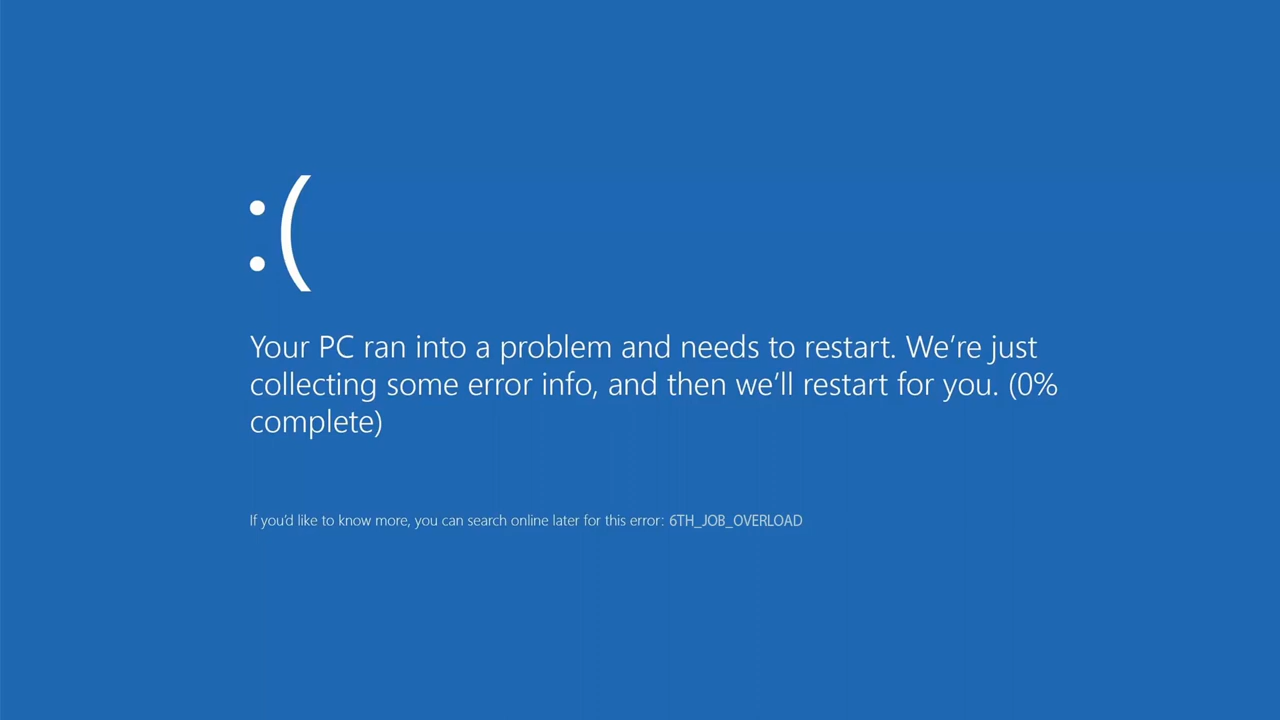 :(
Your PC ran into a problem and needs to restart. We’re just
collecting some error info, and then we’ll restart for you. (0%
complete)
If you’d like to know more, you can search online later for this error: 6TH_JOB_OVERLOAD